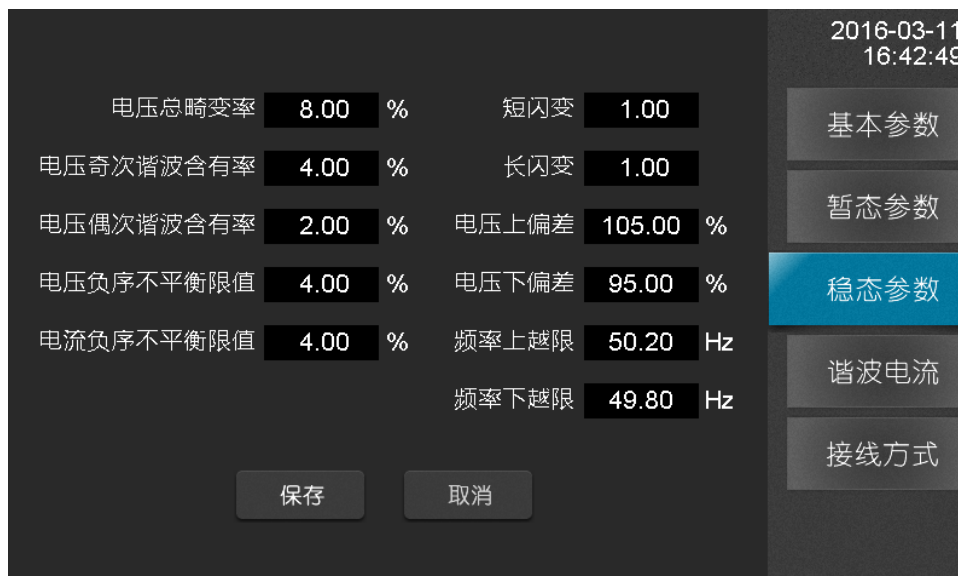 2016-03-11
16:42:49
电压总畸变率 8.00 % 短闪变 1.00
电压奇次谐波含有率 4.00 % 长闪变 1.00
电压偶次谐波含有率 2.00 % 电压上偏差 105.00 %
电压负序不平衡限值 4.00 % 电压下偏差 95.00 %
电流负序不平衡限值 4.00 % 频率上越限 50.20 Hz
频率下越限 49.80 Hz
保存 取消
基本参数
暂态参数
稳态参数
谐波电流
接线方式